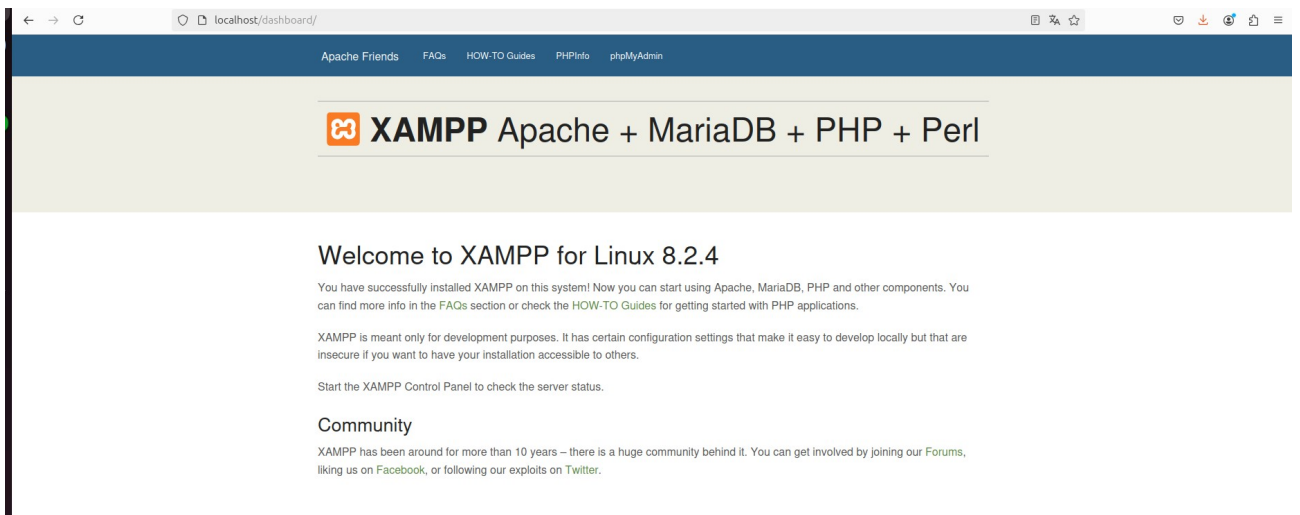 localhost/dashboard/
Apache Friends FAQs HOW-TO Guides PHPInfo phpMyAdmin
XAMPP Apache + MariaDB + PHP + Perl
Welcome to XAMPP for Linux 8.2.4
You have successfully installed XAMPP on this system! Now you can start using Apache, MariaDB, PHP and other components. You
can find more info in the FAQs section or check the HOW-TO Guides for getting started with PHP applications.
XAMPP is meant only for development purposes. It has certain configuration settings that make it easy to develop locally but that are
insecure if you want to have your installation accessible to others.
Start the XAMPP Control Panel to check the server status.
Community
XAMPP has been around for more than 10 years – there is a huge community behind it. You can get involved by joining our Forums,
liking us on Facebook, or following our exploits on Twitter.